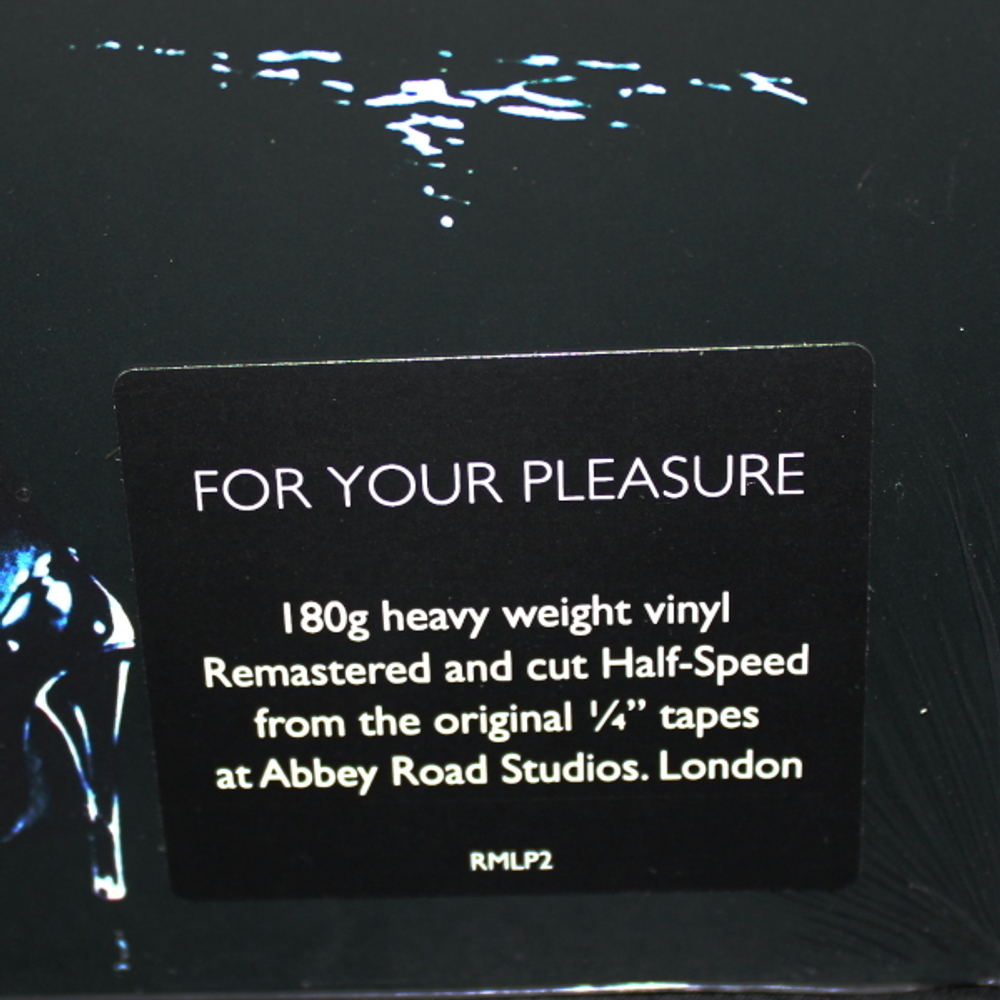 FOR YOUR PLEASURE
180g heavy weight vinyl
Remastered and cut Half-Speed
from the original ¼” tapes
at Abbey Road Studios. London
RMLP2